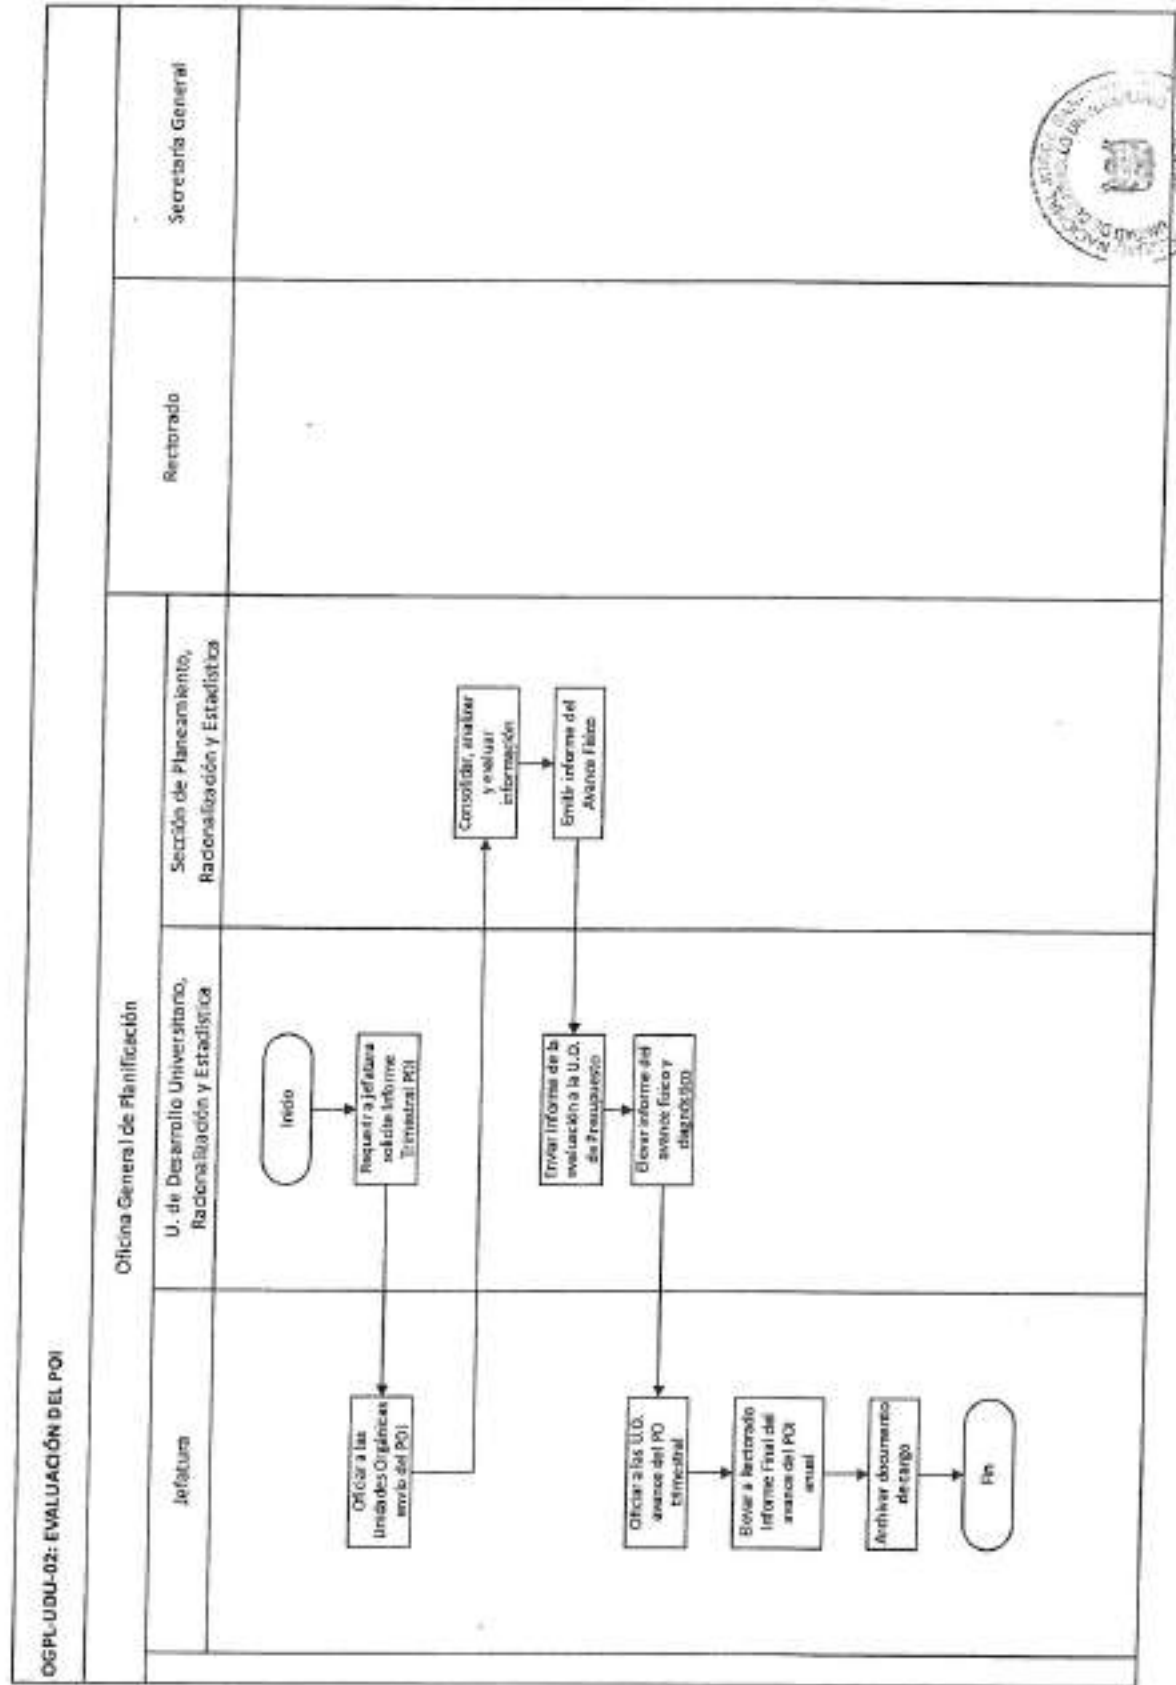 OGPL-UDU-02: EVALUACIÓN DEL POI
Oficina General de Planificación
Jefatura
U. de Desarrollo Universitario,
Racionalización y Estadística
Sección de Planeamiento,
Racionalización y Estadística
Rectorado
Secretaría General
Inicio
Requerir a jefatura
solicite Informe
Trimestral POI
Oficiar a las
Unidades Orgánicas
envío del POI
Consolidar, analizar
y evaluar
información
Emitir informe del
Avance Físico
Enviar informe de la
evaluación a la U.O.
de Presupuesto
Elevar informe del
avance físico y
diagnóstico
Oficiar a las U.O.
avance del PO
trimestral
Elevar a Rectorado
Informe Final del
avance del POI
anual
Archivar documento
de cargo
Fin
NACIONAL JORGE
UNIDAD DE